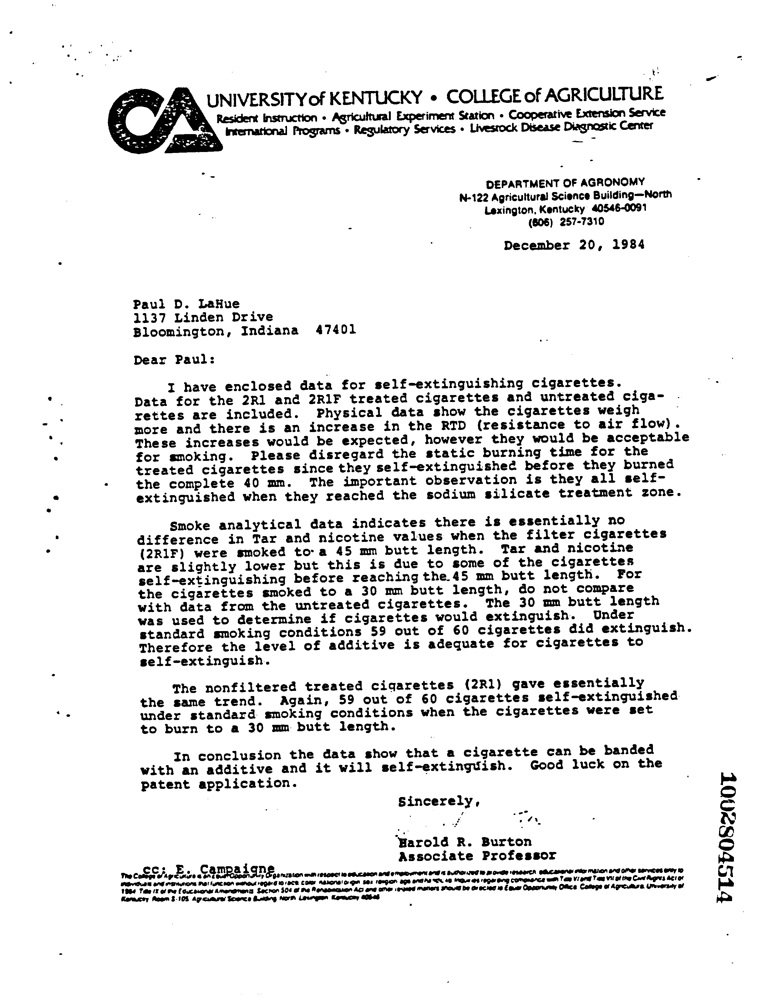 UNIVERSITY of KENTUCKY • COLLEGE of AGRICULTURE
Resident Instruction • Agricultural Experiment Station • Cooperative Extension Service
International Programs • Regulatory Services • Livestock Disease Diagnostic Center
DEPARTMENT OF AGRONOMY
N-122 Agricultural Science Building—North
Lexington, Kentucky 40546-0091
(606) 257-7310
December 20, 1984
Paul D. LaHue
1137 Linden Drive
Bloomington, Indiana 47401
Dear Paul:
I have enclosed data for self-extinguishing cigarettes.
Data for the 2R1 and 2R1F treated cigarettes and untreated ciga-
rettes are included. Physical data show the cigarettes weigh
more and there is an increase in the RTD (resistance to air flow).
These increases would be expected, however they would be acceptable
for smoking. Please disregard the static burning time for the
treated cigarettes since they self-extinguished before they burned
the complete 40 mm. The important observation is they all self-
extinguished when they reached the sodium silicate treatment zone.
Smoke analytical data indicates there is essentially no
difference in Tar and nicotine values when the filter cigarettes
(2R1F) were smoked to a 45 mm butt length. Tar and nicotine
are slightly lower but this is due to some of the cigarettes
self-extinguishing before reaching the 45 mm butt length. For
the cigarettes smoked to a 30 mm butt length, do not compare
with data from the untreated cigarettes. The 30 mm butt length
was used to determine if cigarettes would extinguish. Under
standard smoking conditions 59 out of 60 cigarettes did extinguish.
Therefore the level of additive is adequate for cigarettes to
self-extinguish.
The nonfiltered treated cigarettes (2R1) gave essentially
the same trend. Again, 59 out of 60 cigarettes self-extinguished
under standard smoking conditions when the cigarettes were set
to burn to a 30 mm butt length.
In conclusion the data show that a cigarette can be banded
with an additive and it will self-extinguish. Good luck on the
patent application.
Sincerely,
Harold R. Burton
Associate Professor
cc: E. Campaigne
The College of Agriculture is an Equal Opportunity Organization with respect to education and employment and is authorized to provide research, educational information and other services only to
individuals and institutions that function without regard to race, color, national origin, sex, religion, age and handicap. Inquiries regarding compliance with Title VI and Title VII of the Civil Rights Act of
1964, Title IX of the Educational Amendments, Section 504 of the Rehabilitation Act and other related matters should be directed to Equal Opportunity Office, College of Agriculture, University of
Kentucky, Room S-105, Agricultural Science Building North, Lexington, Kentucky 40546
1002804514